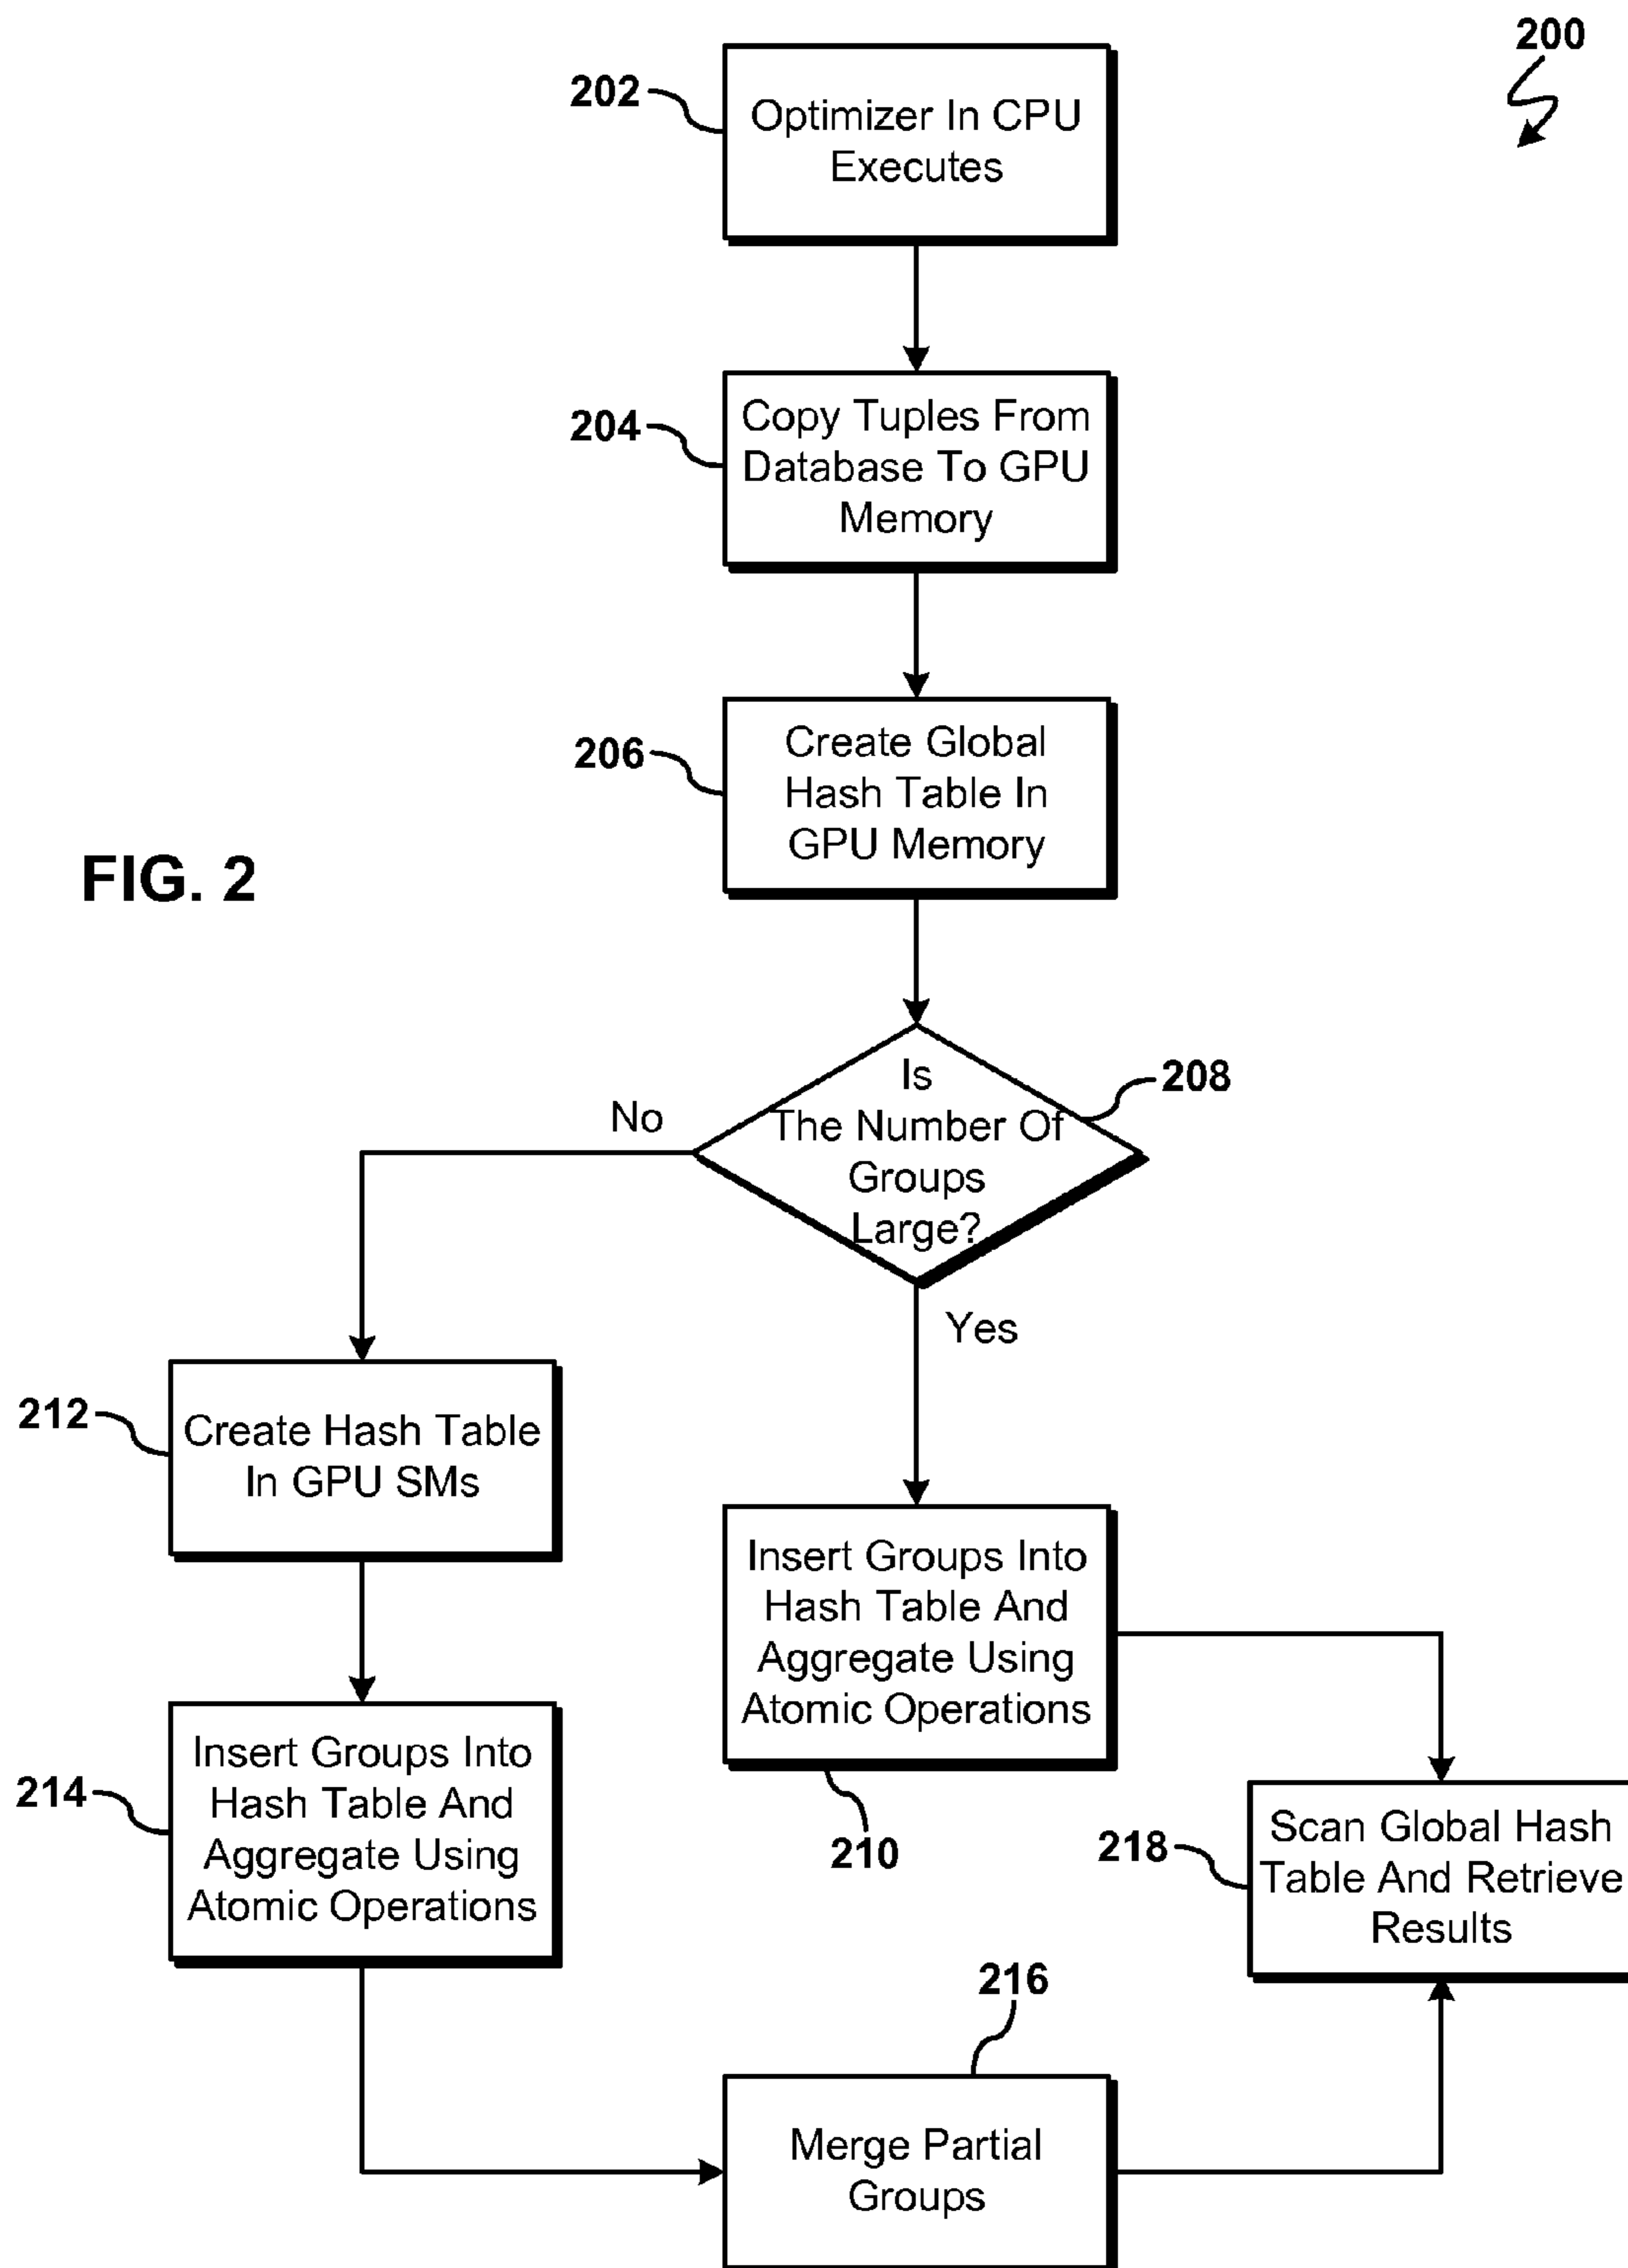 200
202
Optimizer In CPU
Executes
204
Copy Tuples From
Database To GPU
Memory
206
Create Global
Hash Table In
GPU Memory
FIG. 2
208
Is
The Number Of
Groups
Large?
No
Yes
212
Create Hash Table
In GPU SMs
Insert Groups Into
Hash Table And
Aggregate Using
Atomic Operations
210
214
Insert Groups Into
Hash Table And
Aggregate Using
Atomic Operations
218
Scan Global Hash
Table And Retrieve
Results
216
Merge Partial
Groups